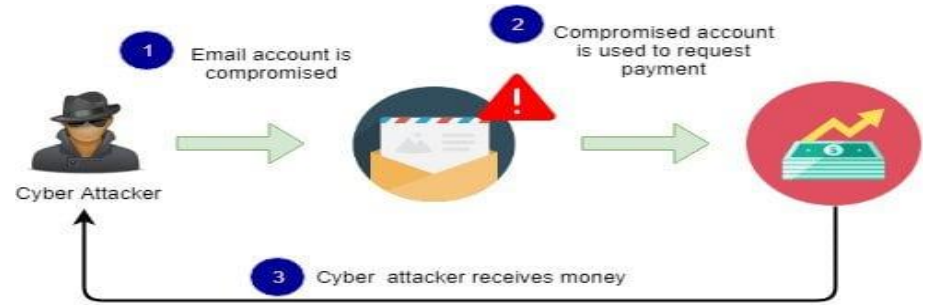 1
Email account is
compromised
2
Compromised account
is used to request
payment
!
Cyber Attacker
$
3
Cyber attacker receives money